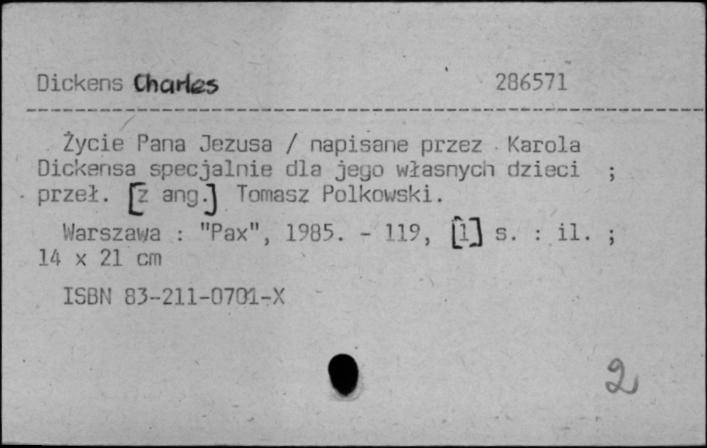 Dickens Charles 286571
Życie Pana Jezusa / napisane przez Karola
Dickensa specjalnie dla jego własnych dzieci ;
przeł. [z ang.] Tomasz Polkowski.
Warszawa : "Pax", 1985. - 119, [1] s. : il. ;
14 x 21 cm
ISBN 83-211-0701-X
2